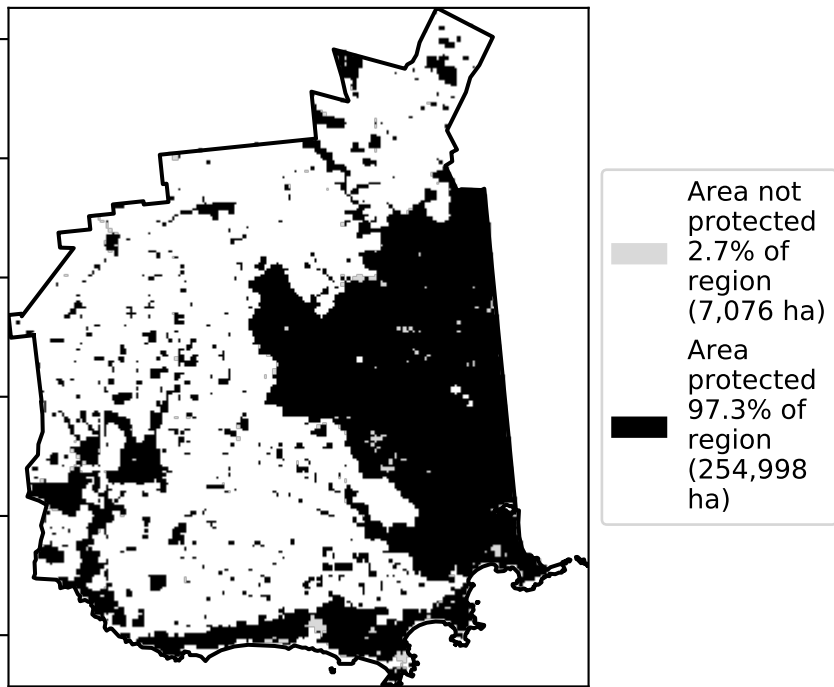 Area not
protected
2.7% of
region
(7,076 ha)
Area
protected
97.3% of
region
(254,998
ha)